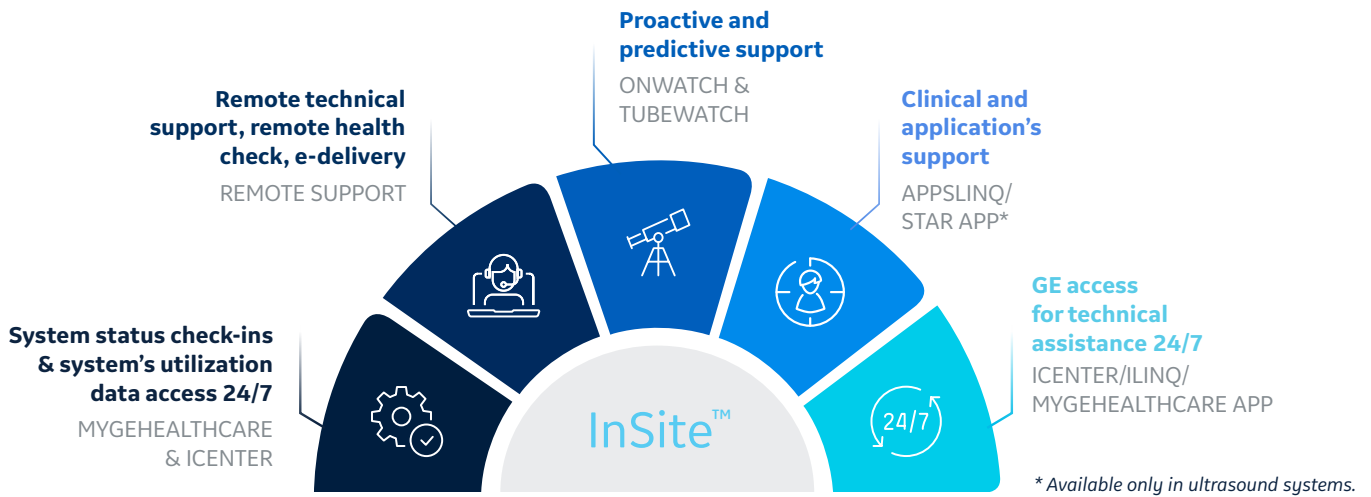 Proactive and
predictive support
ONWATCH &
TUBEWATCH
Remote technical
support, remote health
check, e-delivery
REMOTE SUPPORT
Clinical and
application's
support
APPSLINQ/
STAR APP*
System status check-ins
& system's utilization
data access 24/7
MYGEHEALTHCARE
& ICENTER
GE access
for technical
assistance 24/7
ICENTER/ILINQ/
MYGEHEALTHCARE APP
24/7
InSite™
* Available only in ultrasound systems.